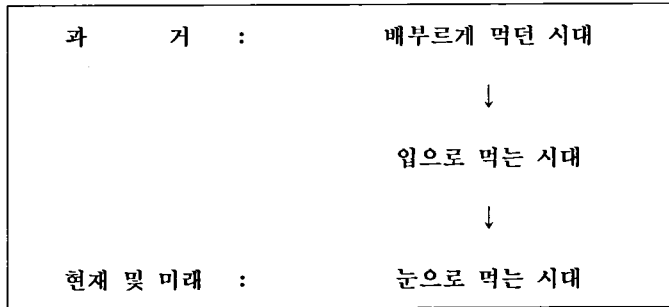 과 거 : 배부르게 먹던 시대
↓
입으로 먹는 시대
↓
현재 및 미래 : 눈으로 먹는 시대